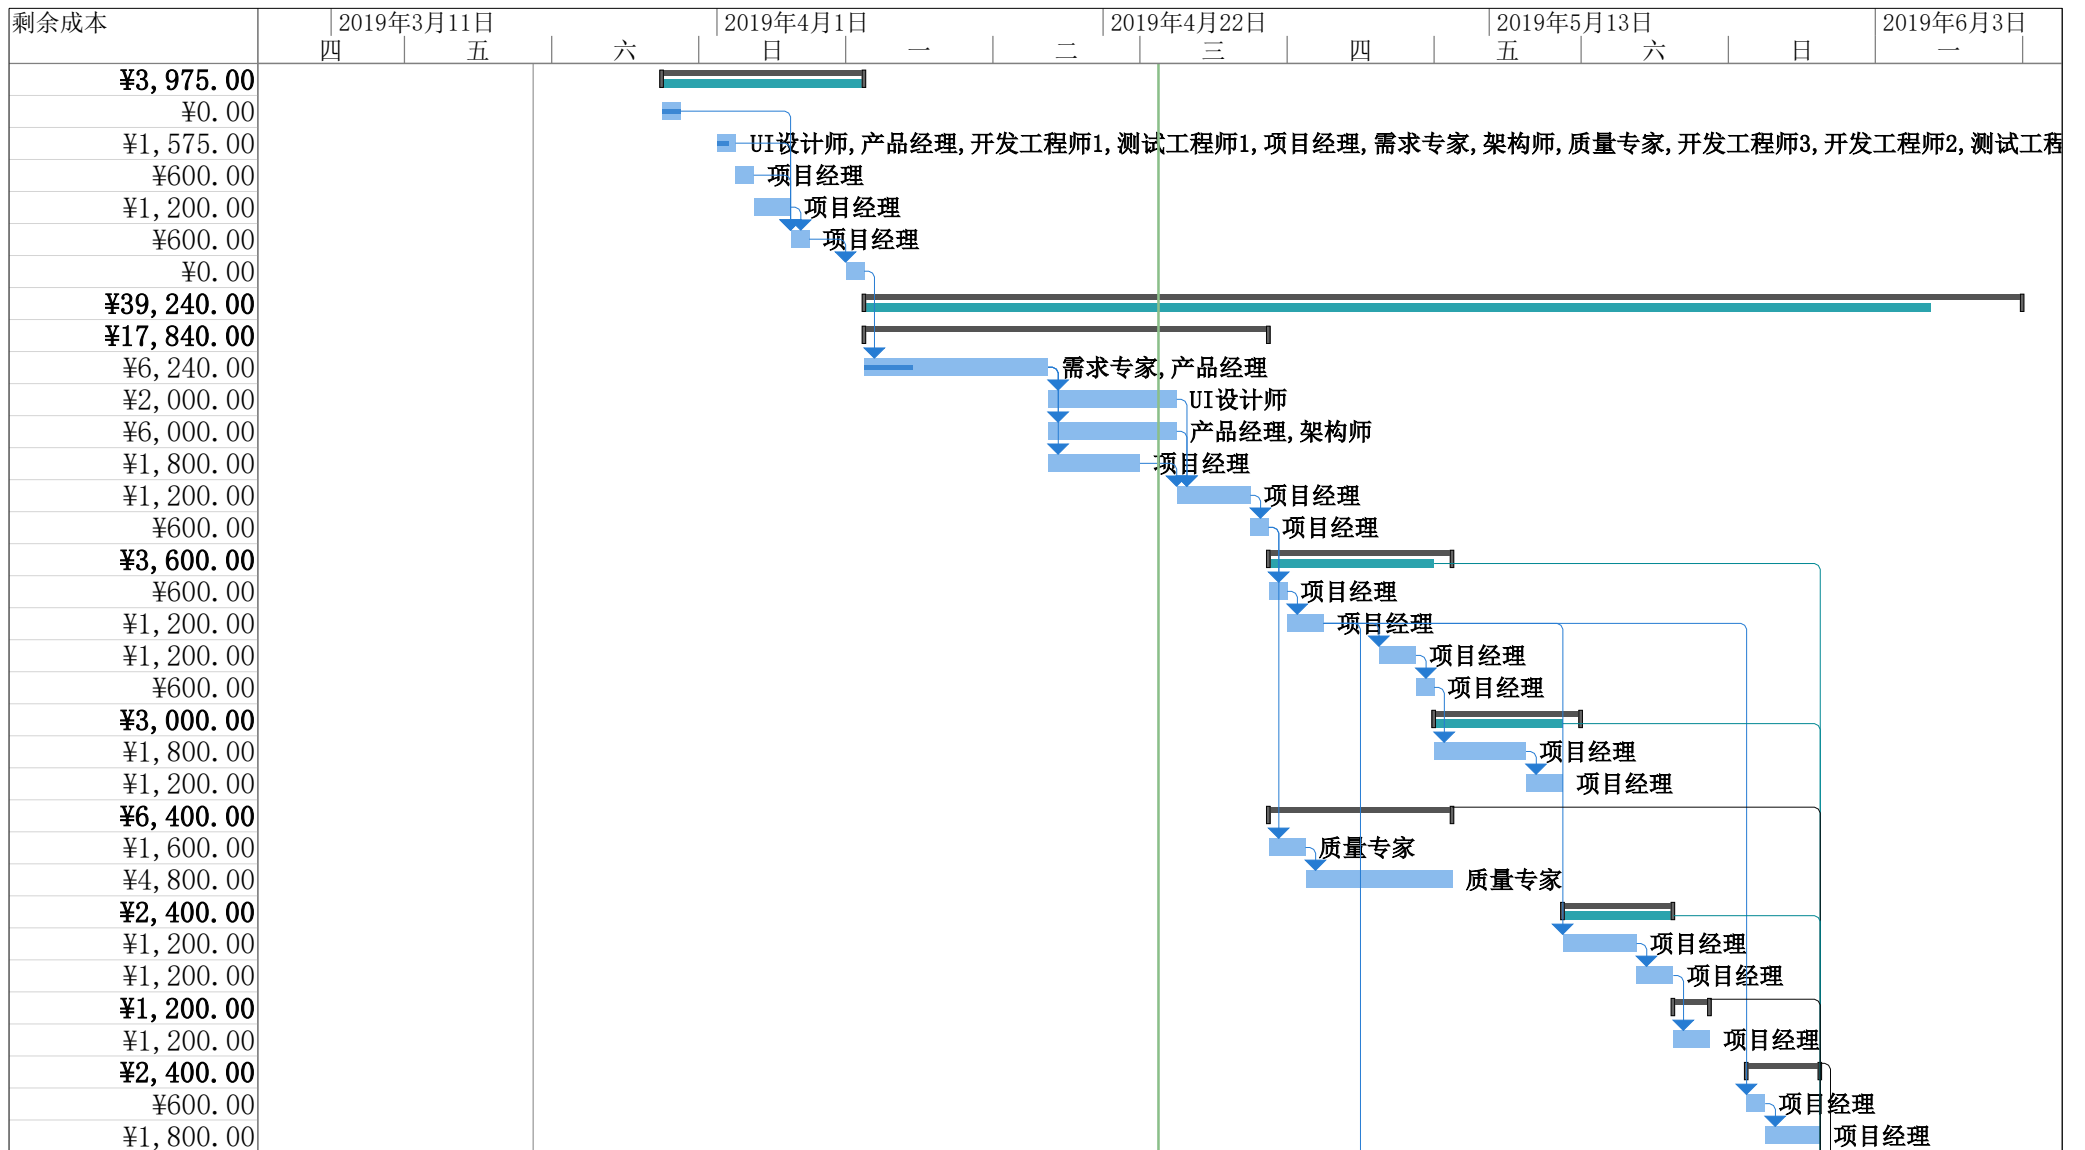 剩余成本 2019年3月11日 2019年4月1日 2019年4月22日 2019年5月13日 2019年6月3日
四 五 六 日 一 二 三 四 五 六 日 一
¥3,975.00
¥0.00
¥1,575.00 UI设计师,产品经理,开发工程师1,测试工程师1,项目经理,需求专家,架构师,质量专家,开发工程师3,开发工程师2,测试工程
¥600.00 项目经理
¥1,200.00 项目经理
¥600.00 项目经理
¥0.00
¥39,240.00
¥17,840.00
¥6,240.00 需求专家,产品经理
¥2,000.00 UI设计师
¥6,000.00 产品经理,架构师
¥1,800.00 项目经理
¥1,200.00 项目经理
¥600.00 项目经理
¥3,600.00
¥600.00 项目经理
¥1,200.00 项目经理
¥1,200.00 项目经理
¥600.00 项目经理
¥3,000.00
¥1,800.00 项目经理
¥1,200.00 项目经理
¥6,400.00
¥1,600.00 质量专家
¥4,800.00 质量专家
¥2,400.00
¥1,200.00 项目经理
¥1,200.00 项目经理
¥1,200.00
¥1,200.00 项目经理
¥2,400.00
¥600.00 项目经理
¥1,800.00 项目经理